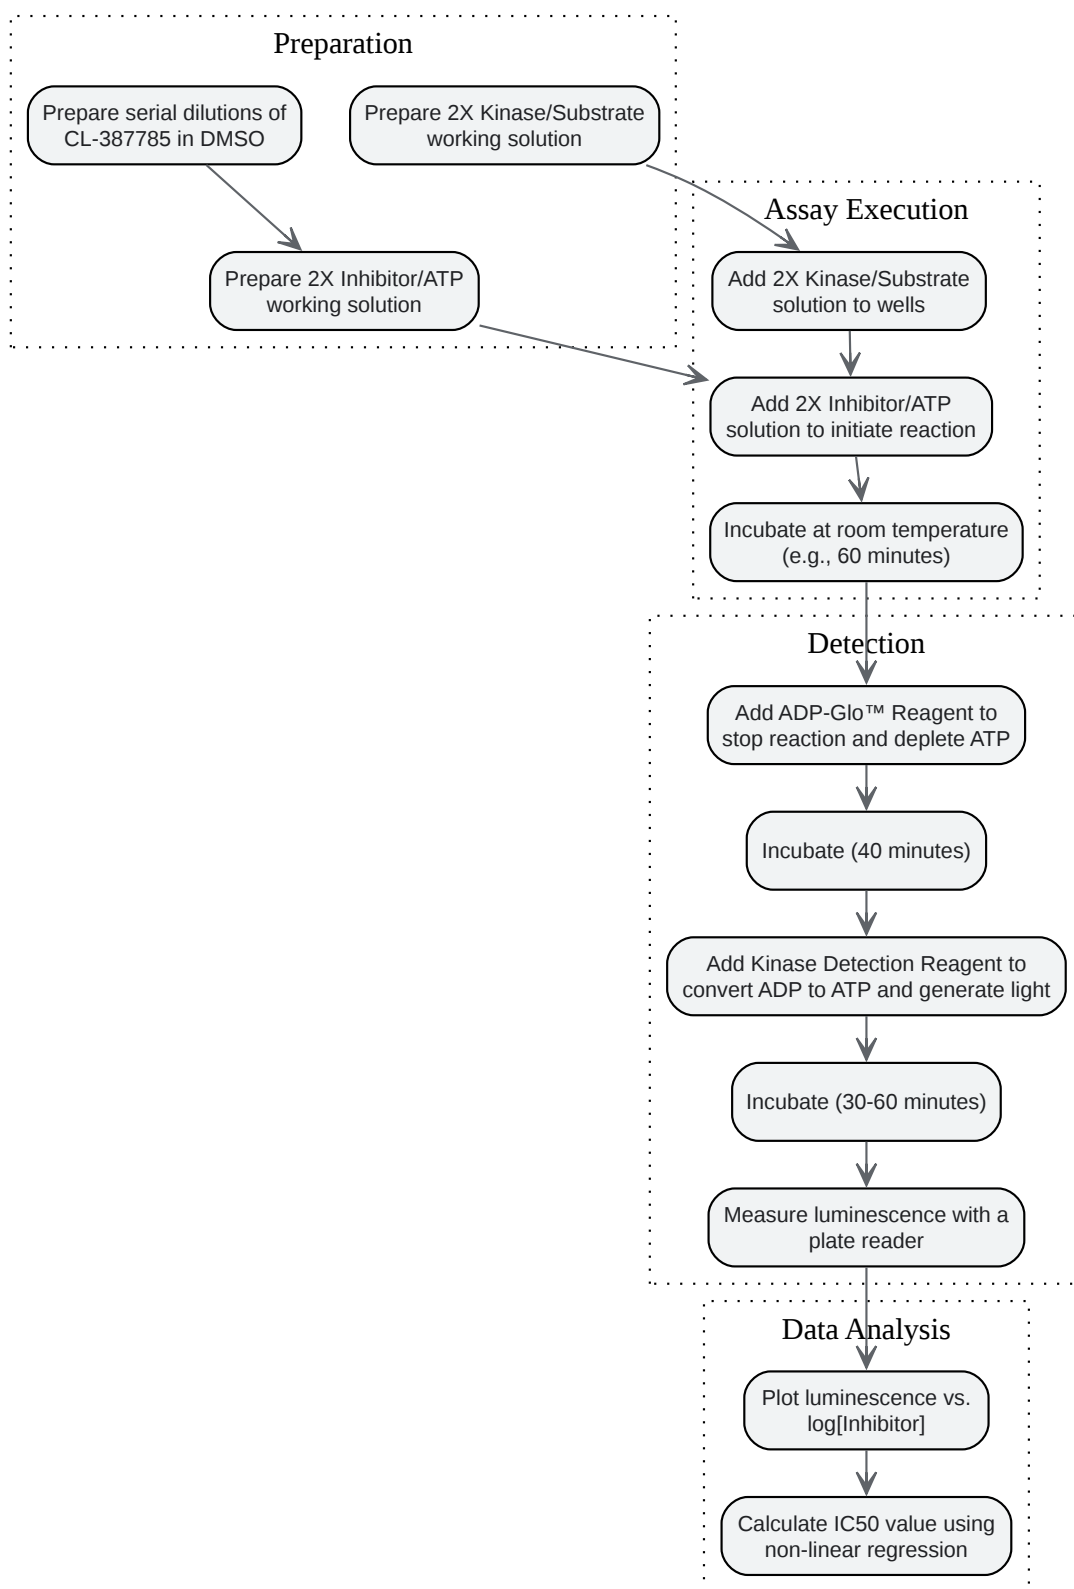 Preparation
Prepare serial dilutions of
CL-387785 in DMSO
Prepare 2X Kinase/Substrate
working solution
Prepare 2X Inhibitor/ATP
working solution
Assay Execution
Add 2X Kinase/Substrate
solution to wells
Add 2X Inhibitor/ATP
solution to initiate reaction
Incubate at room temperature
(e.g., 60 minutes)
Detection
Add ADP-Glo™ Reagent to
stop reaction and deplete ATP
Incubate (40 minutes)
Add Kinase Detection Reagent to
convert ADP to ATP and generate light
Incubate (30-60 minutes)
Measure luminescence with a
plate reader
Data Analysis
Plot luminescence vs.
log[Inhibitor]
Calculate IC50 value using
non-linear regression